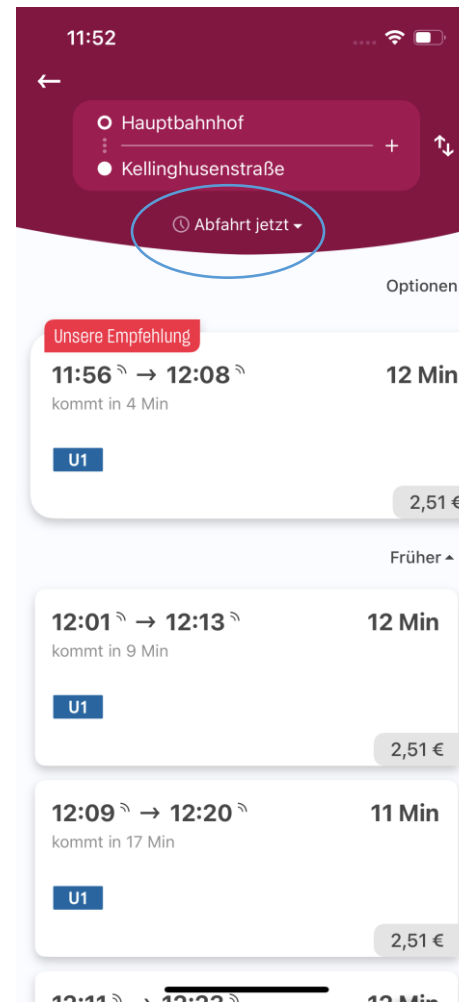 11:52
Hauptbahnhof
Kellinghusenstraße
Abfahrt jetzt
Optionen
Unsere Empfehlung
11:56 → 12:08 12 Min
kommt in 4 Min
U1
2,51 €
Früher
12:01 → 12:13 12 Min
kommt in 9 Min
U1
2,51 €
12:09 → 12:20 11 Min
kommt in 17 Min
U1
2,51 €